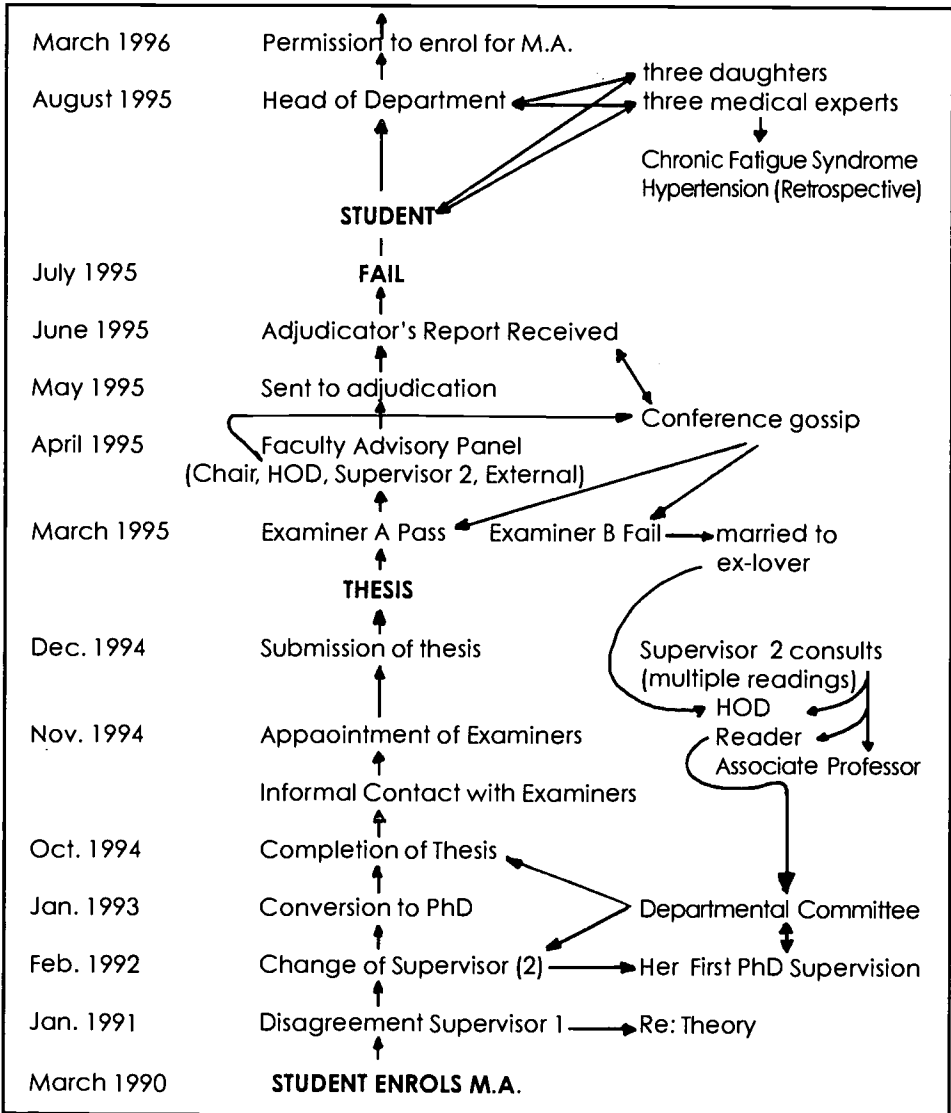 March 1996 Permission to enrol for M.A.
three daughters
August 1995 Head of Department three medical experts
Chronic Fatigue Syndrome
Hypertension (Retrospective)
STUDENT
July 1995 FAIL
June 1995 Adjudicator's Report Received
May 1995 Sent to adjudication
Conference gossip
April 1995 Faculty Advisory Panel
(Chair, HOD, Supervisor 2, External)
March 1995 Examiner A Pass Examiner B Fail married to
ex-lover
THESIS
Dec. 1994 Submission of thesis Supervisor 2 consults
(multiple readings)
HOD
Nov. 1994 Appaointment of Examiners Reader
Associate Professor
Informal Contact with Examiners
Oct. 1994 Completion of Thesis
Jan. 1993 Conversion to PhD Departmental Committee
Feb. 1992 Change of Supervisor (2) Her First PhD Supervision
Jan. 1991 Disagreement Supervisor 1 Re: Theory
March 1990 STUDENT ENROLS M.A.